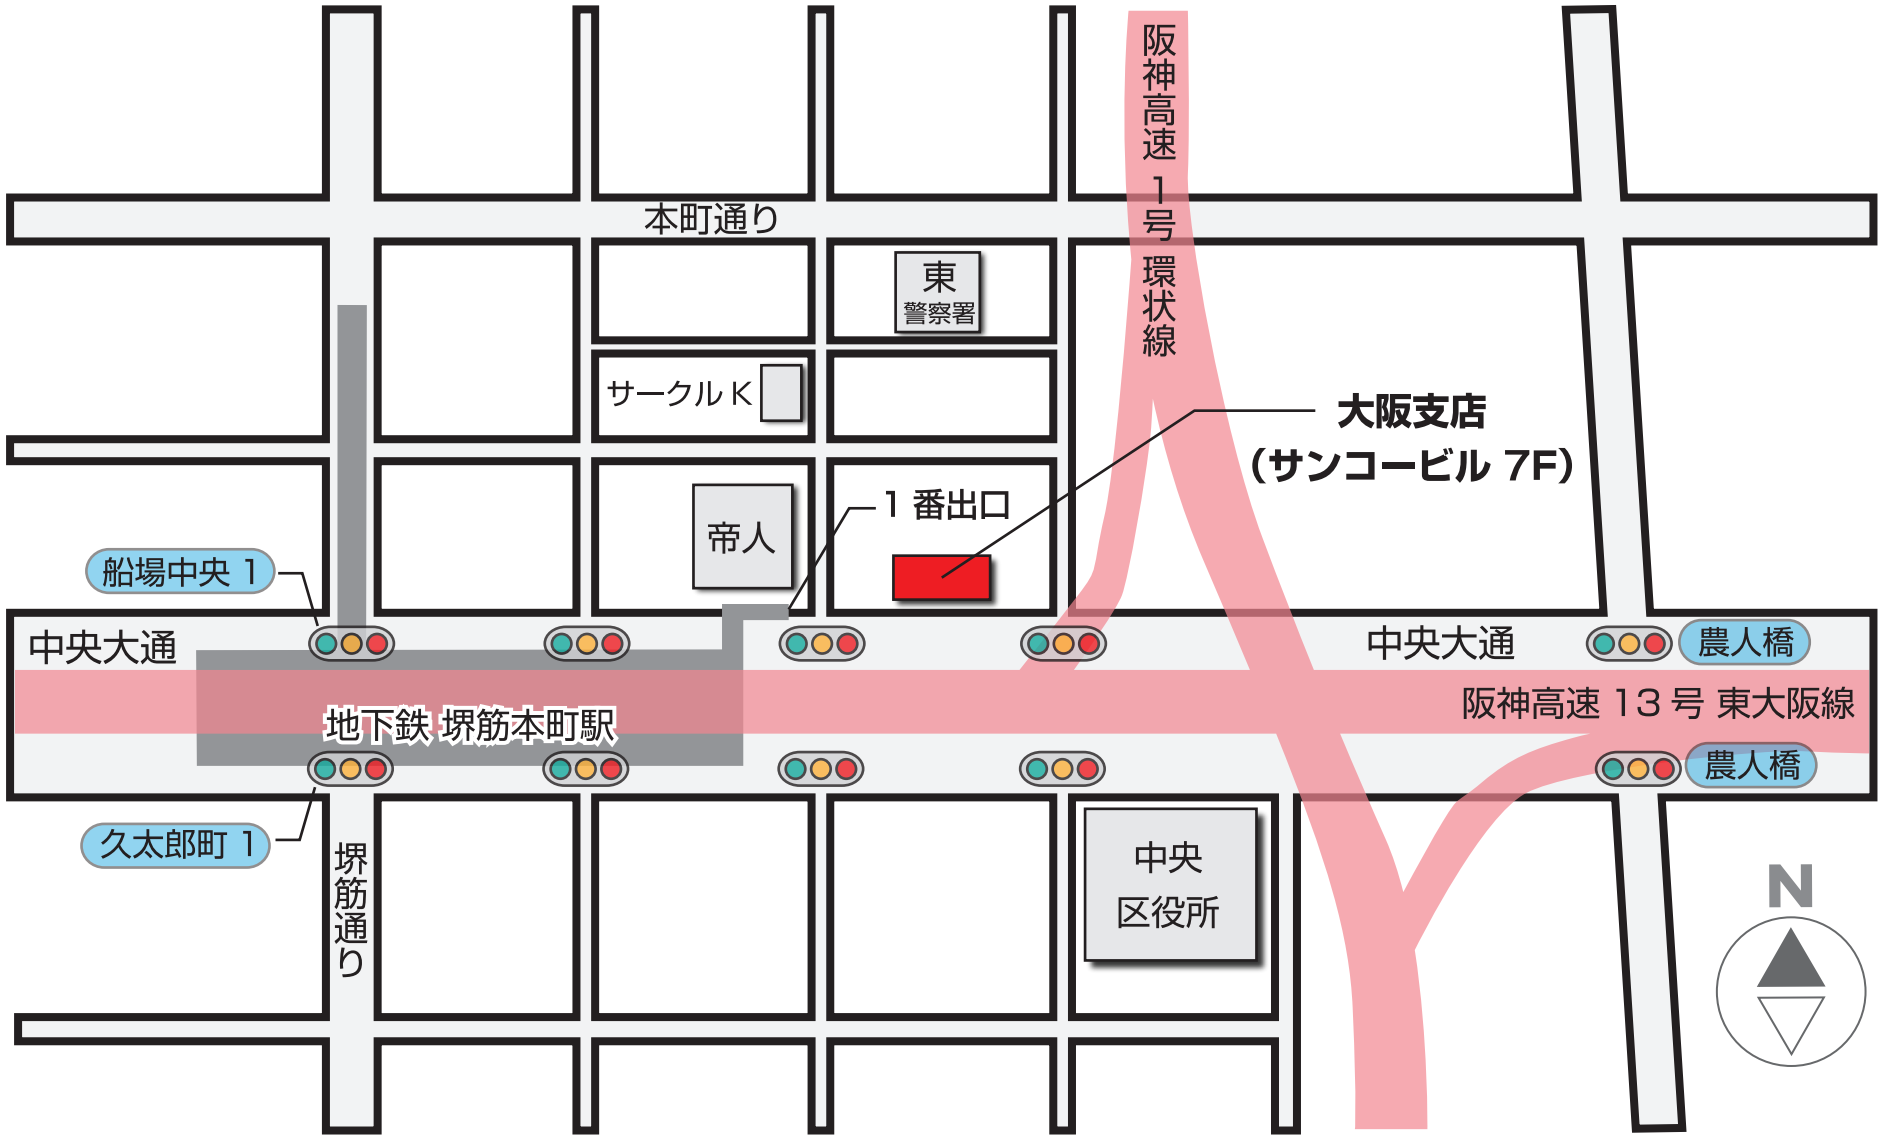 阪神高速 1号 環状線
本町通り
東
警察署
サークルK
大阪支店
(サンコービル 7F)
1番出口
帝人
船場中央 1
中央大通
中央大通
農人橋
阪神高速 13号 東大阪線
地下鉄 堺筋本町駅
農人橋
久太郎町 1
堺筋通り
中央
区役所
N